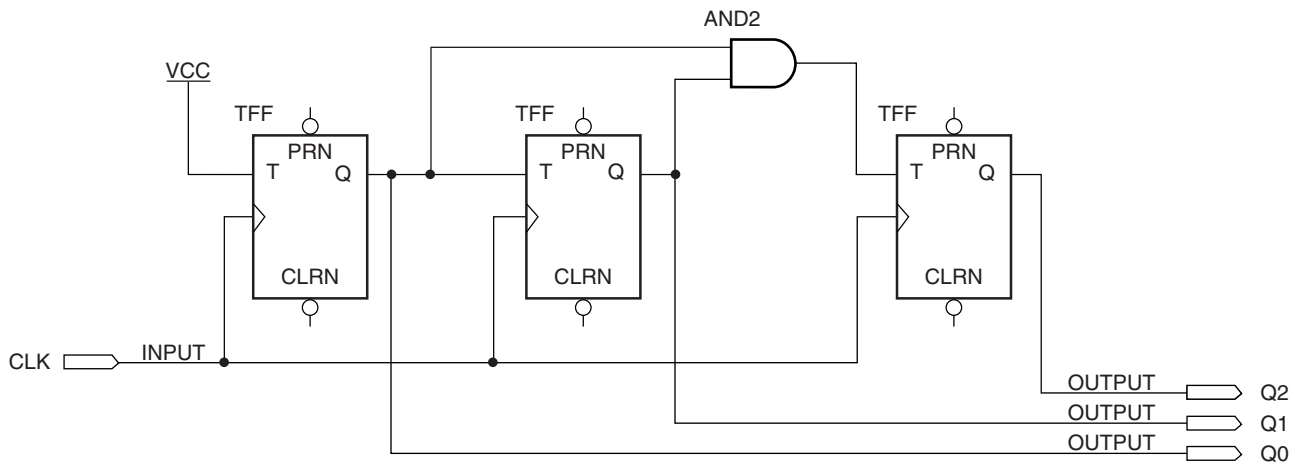 AND2
VCC
TFF TFF TFF
PRN PRN PRN
T Q T Q T Q
CLRN CLRN CLRN
CLK INPUT
OUTPUT Q2
OUTPUT Q1
OUTPUT Q0